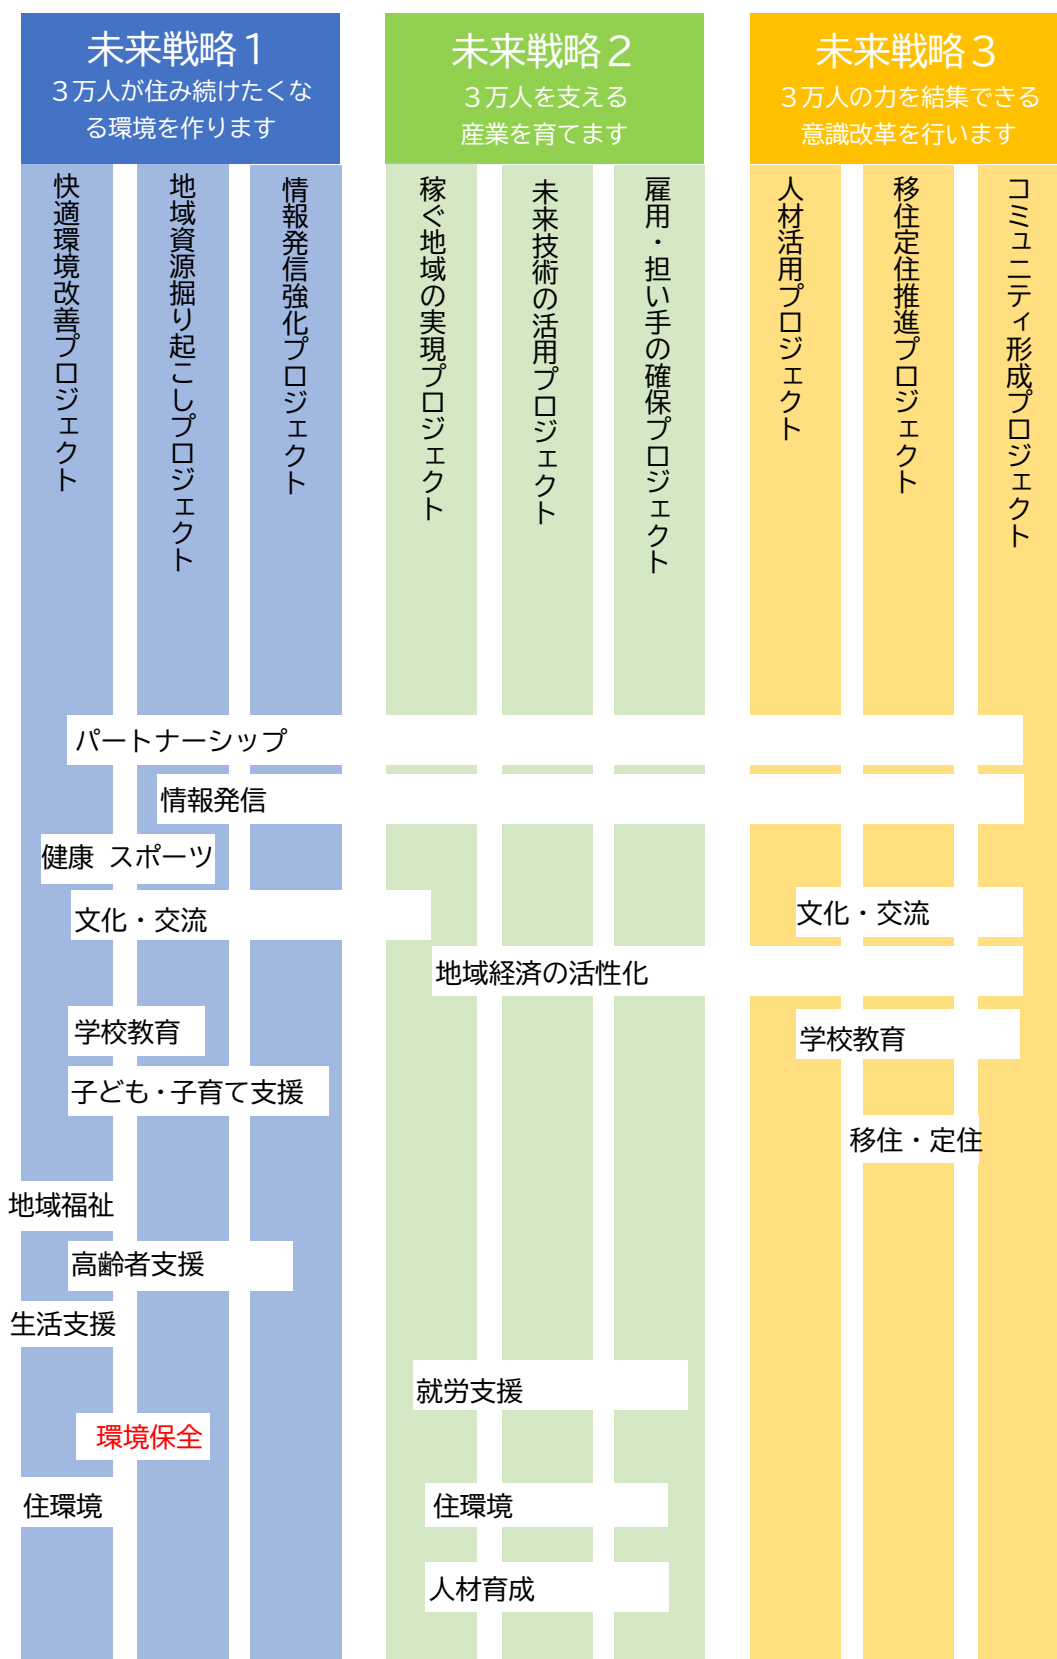 未来戦略１
３万人が住み続けたくな
る環境を作ります
未来戦略２
３万人を支える
産業を育てます
未来戦略３
３万人の力を結集できる
意識改革を行います
快適環境改善プロジェクト
地域資源掘り起こしプロジェクト
情報発信強化プロジェクト
稼ぐ地域の実現プロジェクト
未来技術の活用プロジェクト
雇用・担い手の確保プロジェクト
人材活用プロジェクト
移住定住推進プロジェクト
コミュニティ形成プロジェクト
パートナーシップ
情報発信
健康 スポーツ
文化・交流
文化・交流
地域経済の活性化
学校教育
学校教育
子ども・子育て支援
移住・定住
地域福祉
高齢者支援
生活支援
就労支援
環境保全
住環境
住環境
人材育成